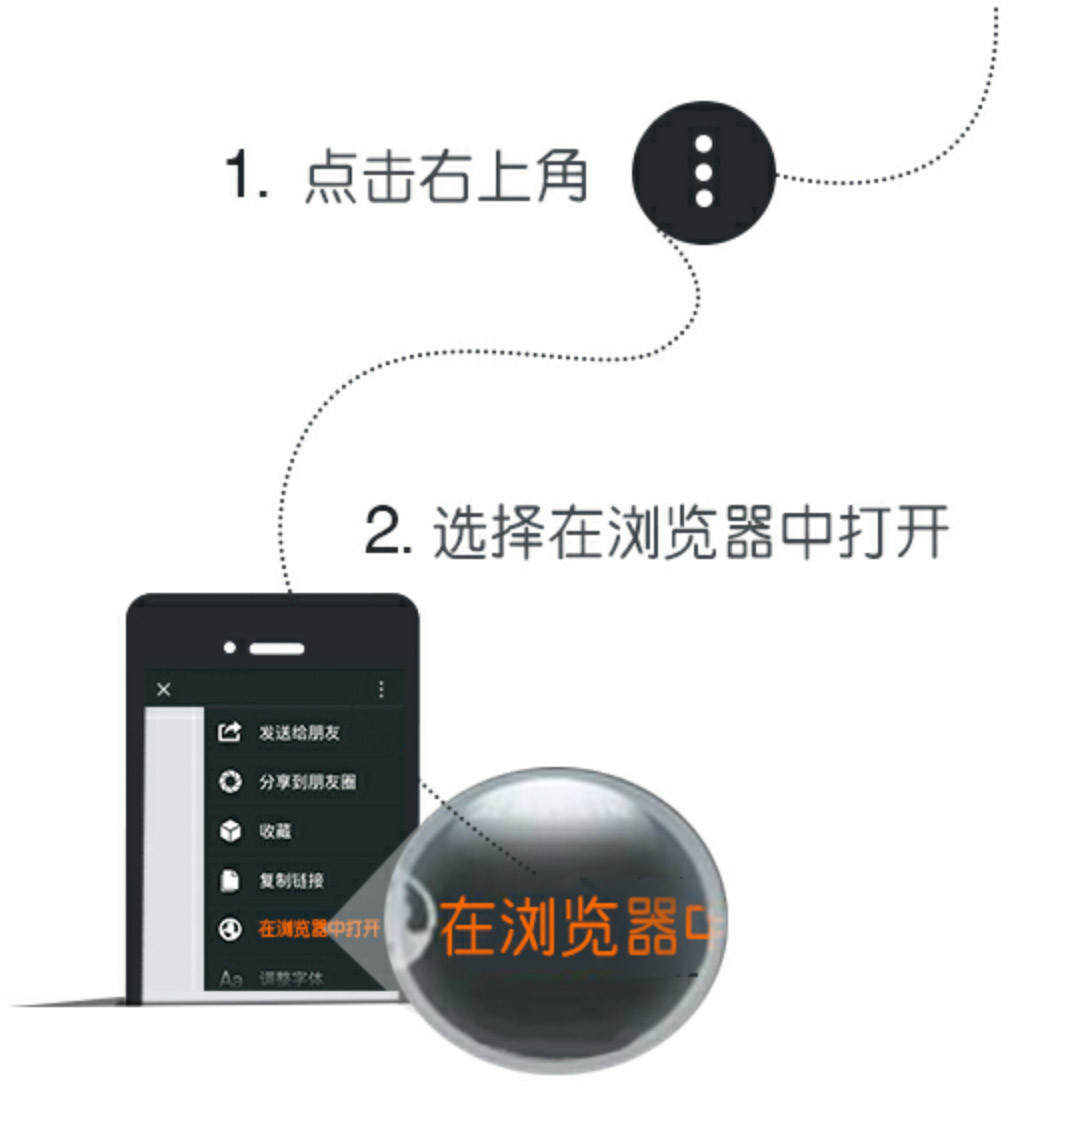 1. 点击右上角
2. 选择在浏览器中打开
发送给朋友
分享到朋友圈
收藏
复制链接
在浏览器中打开
Aa 调整字体
在浏览器中